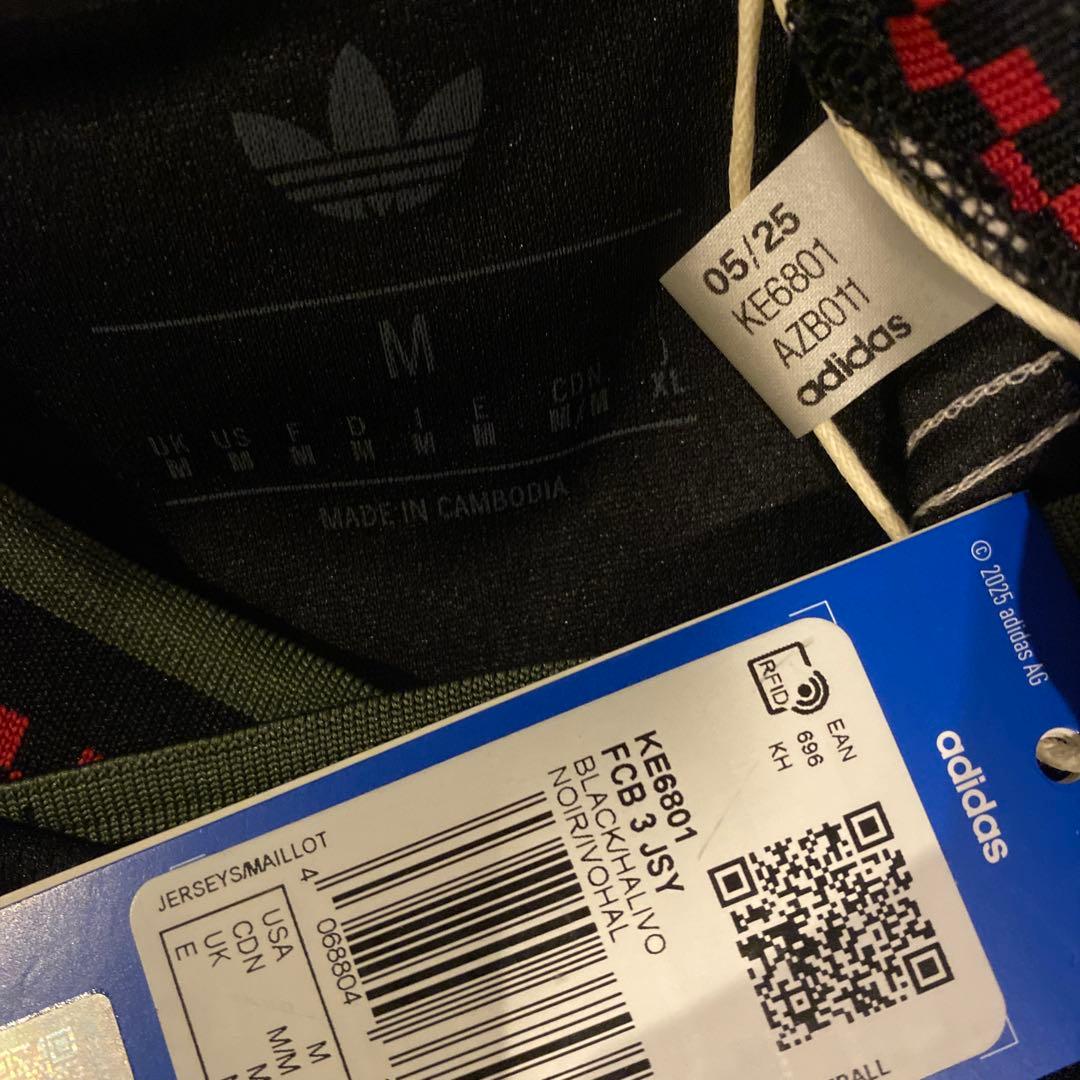 M
UK US F D I E CDN J
M M M M M M M/M XL
MADE IN CAMBODIA
05/25
KE6801
AZB011
adidas
© 2025 adidas AG
adidas
RFID
EAN
696
KH
KE6801
FCB 3 JSY
BLACK/HALIVO
NOIR/IVOHAL
JERSEYS/MAILLOT
4
068804
USA M
CDN M/M
UK
E